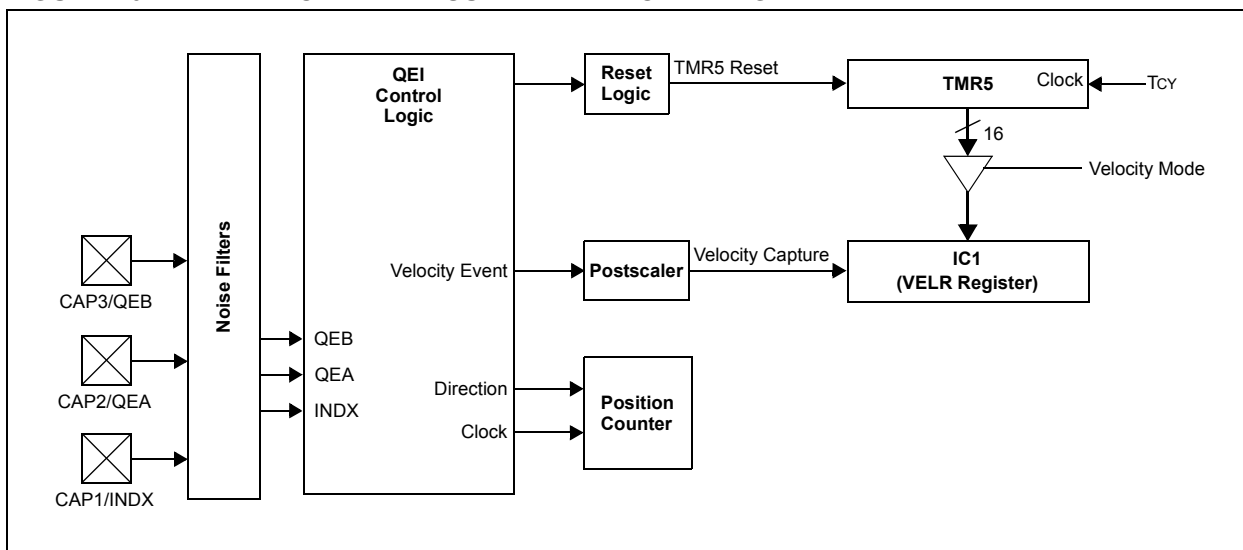 QEI
Control
Logic
Reset
Logic
TMR5 Reset
TMR5
Clock
TCY
16
Velocity Mode
Noise Filters
Velocity Event
Postscaler
Velocity Capture
IC1
(VELR Register)
CAP3/QEB
CAP2/QEA
CAP1/INDX
QEB
QEA
INDX
Direction
Clock
Position
Counter